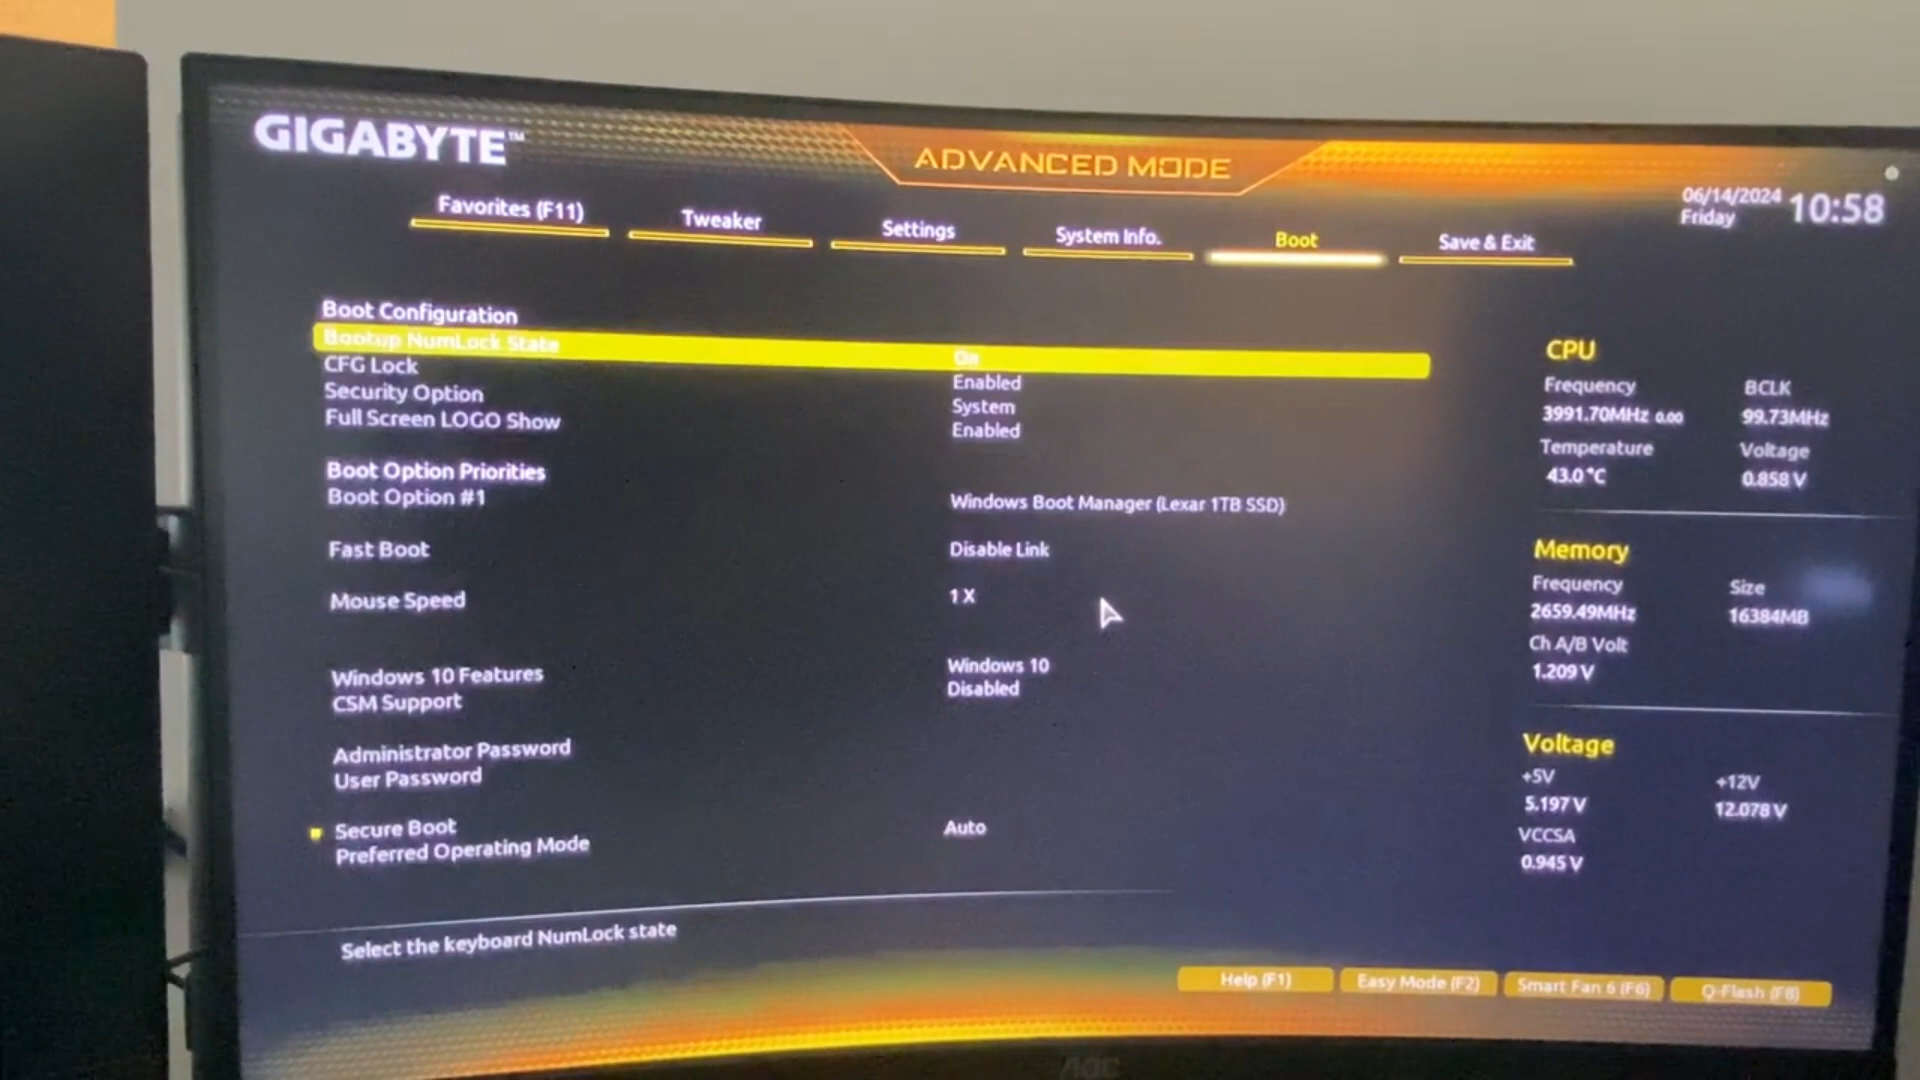 GIGABYTE™
ADVANCED MODE
06/14/2024
Friday
10:58
Favorites (F11)
Tweaker
Settings
System Info.
Boot
Save & Exit
Boot Configuration
Bootup NumLock State On
CFG Lock Enabled
Security Option System
Full Screen LOGO Show Enabled
Boot Option Priorities
Boot Option #1 Windows Boot Manager (Lexar 1TB SSD)
Fast Boot Disable Link
Mouse Speed 1 X
Windows 10 Features Windows 10
CSM Support Disabled
Administrator Password
User Password
Secure Boot
Preferred Operating Mode Auto
Select the keyboard NumLock state
CPU
Frequency BCLK
3991.70MHz 0.00 99.73MHz
Temperature Voltage
43.0 °C 0.858 V
Memory
Frequency Size
2659.49MHz 16384MB
Ch A/B Volt
1.209 V
Voltage
+5V +12V
5.197 V 12.078 V
VCCSA
0.945 V
Help (F1)
Easy Mode (F2)
Smart Fan 6 (F6)
Q-Flash (F8)
AOC